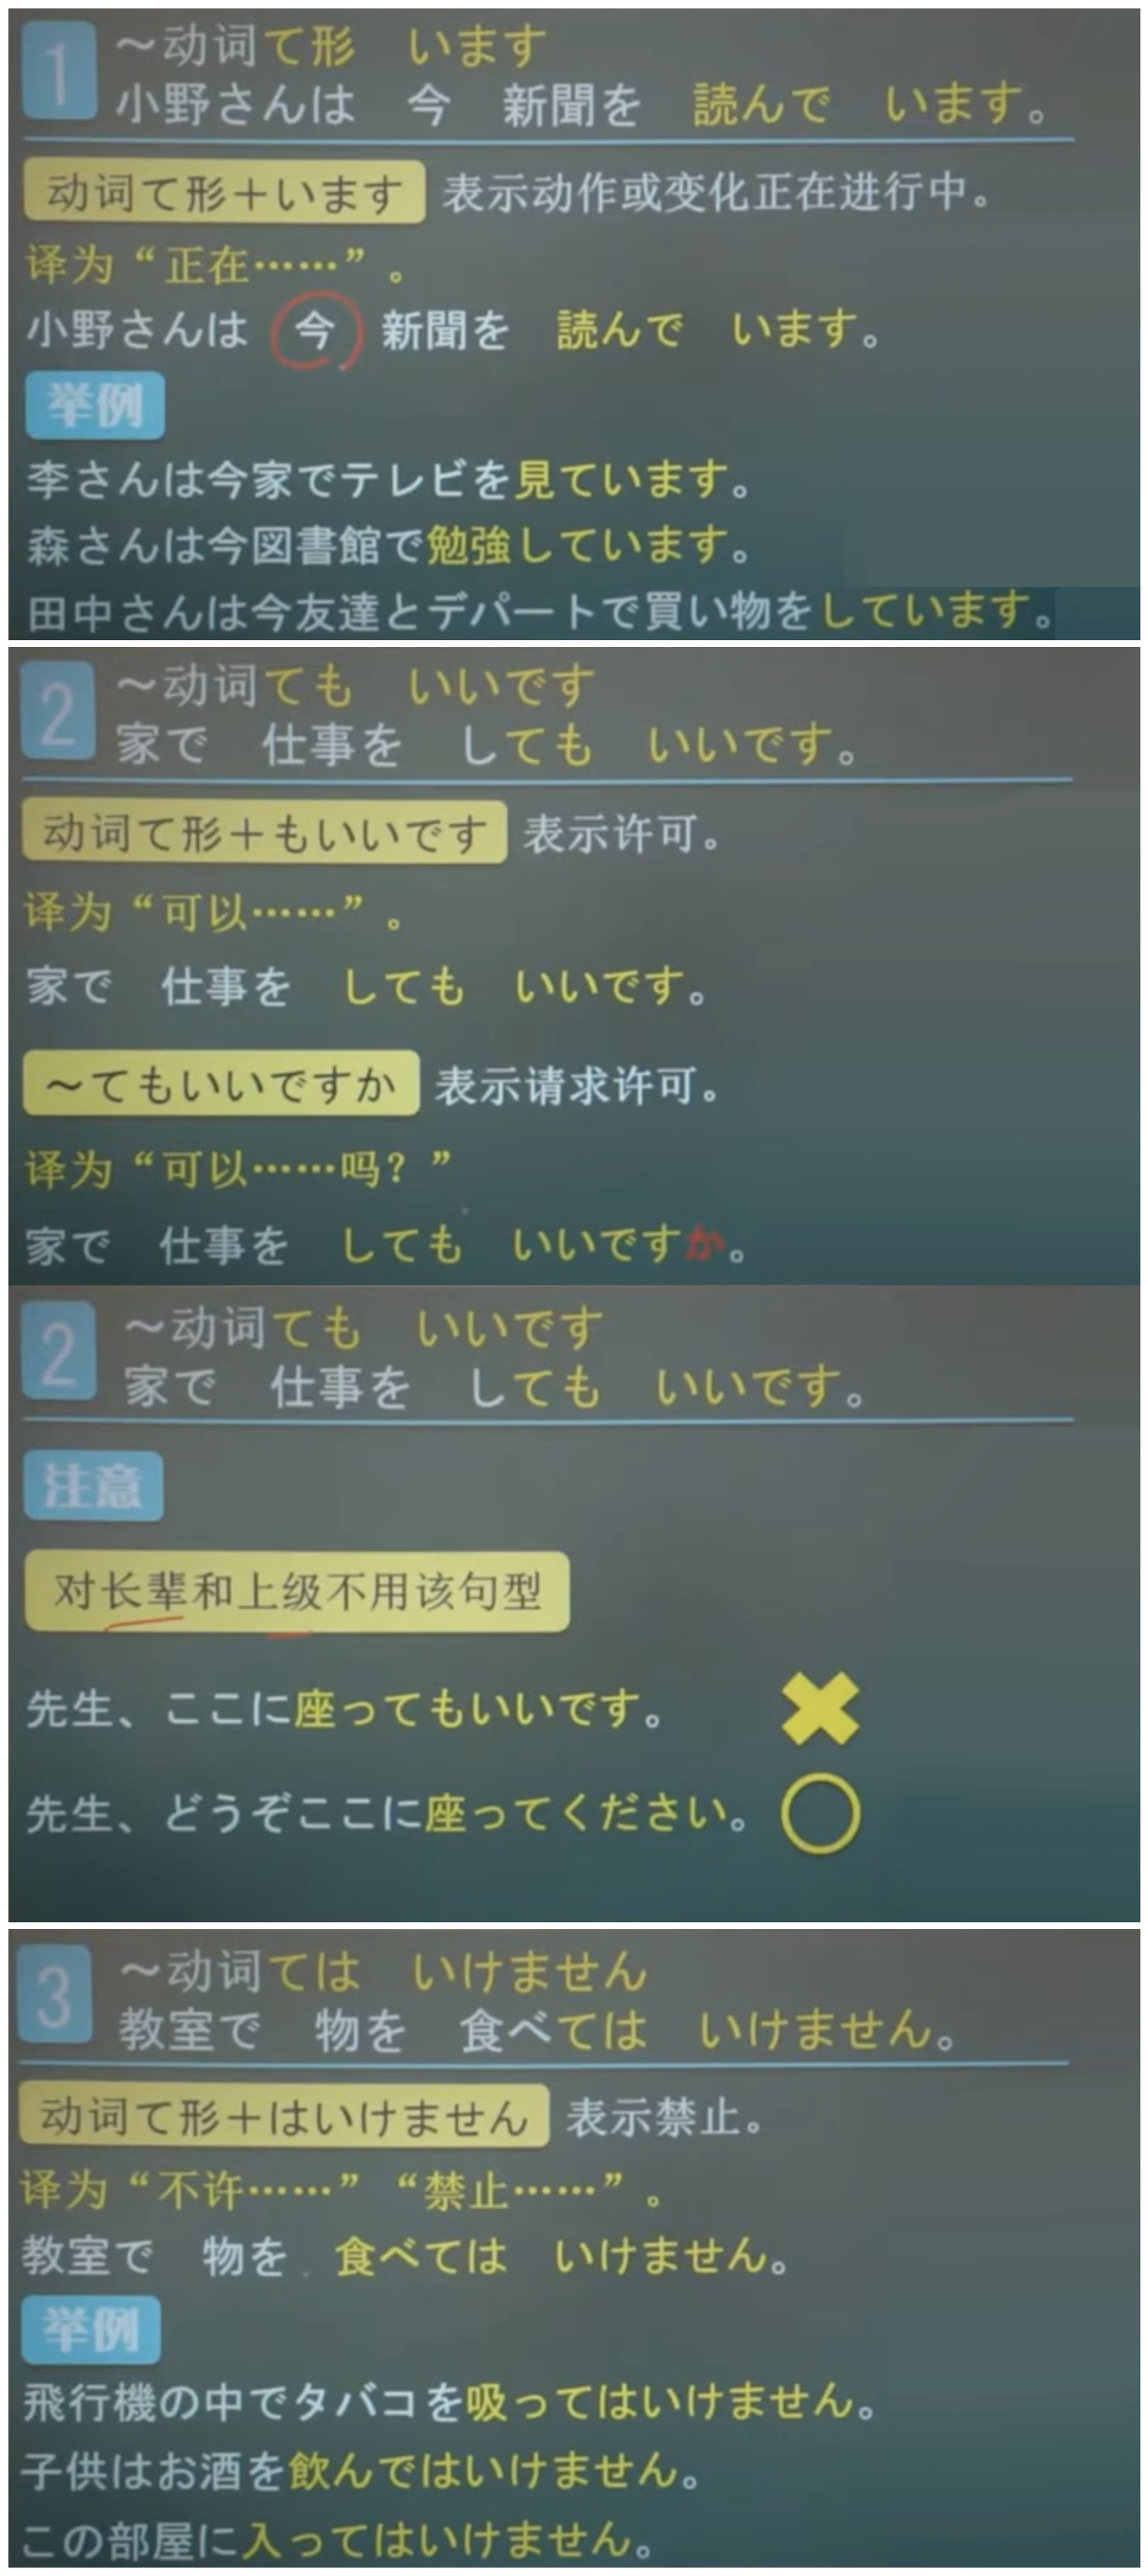 1
～动词て形　います
小野さんは　今　新聞を　読んで　います。
动词て形＋います 表示动作或变化正在进行中。
译为“正在……”。
小野さんは　今　新聞を　読んで　います。
举例
李さんは今家でテレビを見ています。
森さんは今図書館で勉強しています。
田中さんは今友達とデパートで買い物をしています。
2
～动词ても　いいです
家で　仕事を　しても　いいです。
动词て形＋もいいです 表示许可。
译为“可以……”。
家で　仕事を　しても　いいです。
～てもいいですか 表示请求许可。
译为“可以……吗？”
家で　仕事を　しても　いいですか。
2
～动词ても　いいです
家で　仕事を　しても　いいです。
注意
对长辈和上级不用该句型
先生、ここに座ってもいいです。
先生、どうぞここに座ってください。
3
～动词ては　いけません
教室で　物を　食べては　いけません。
动词て形＋はいけません 表示禁止。
译为“不许……”“禁止……”。
教室で　物を　食べては　いけません。
举例
飛行機の中でタバコを吸ってはいけません。
子供はお酒を飲んではいけません。
この部屋に入ってはいけません。